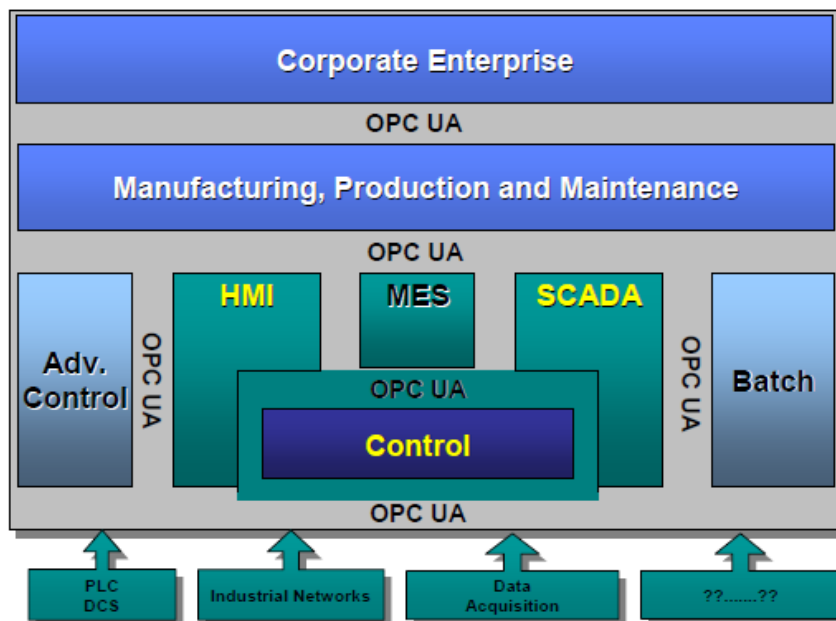 Corporate Enterprise
OPC UA
Manufacturing, Production and Maintenance
OPC UA
HMI
MES
SCADA
Adv.
Control
OPC UA
OPC UA
Control
OPC UA
Batch
OPC UA
PLC
DCS
Industrial Networks
Data
Acquisition
??.......??